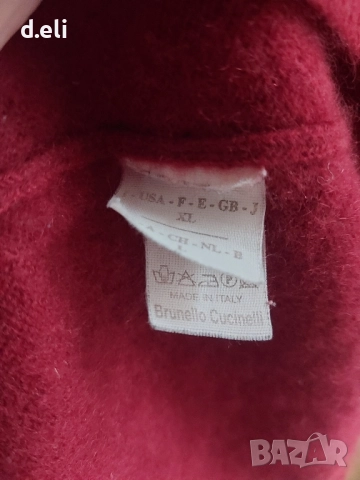 d.eli
USA - F - E - GB - J
XL
A - CH - NL - B
L
MADE IN ITALY
Brunello Cucinelli
BAZAR